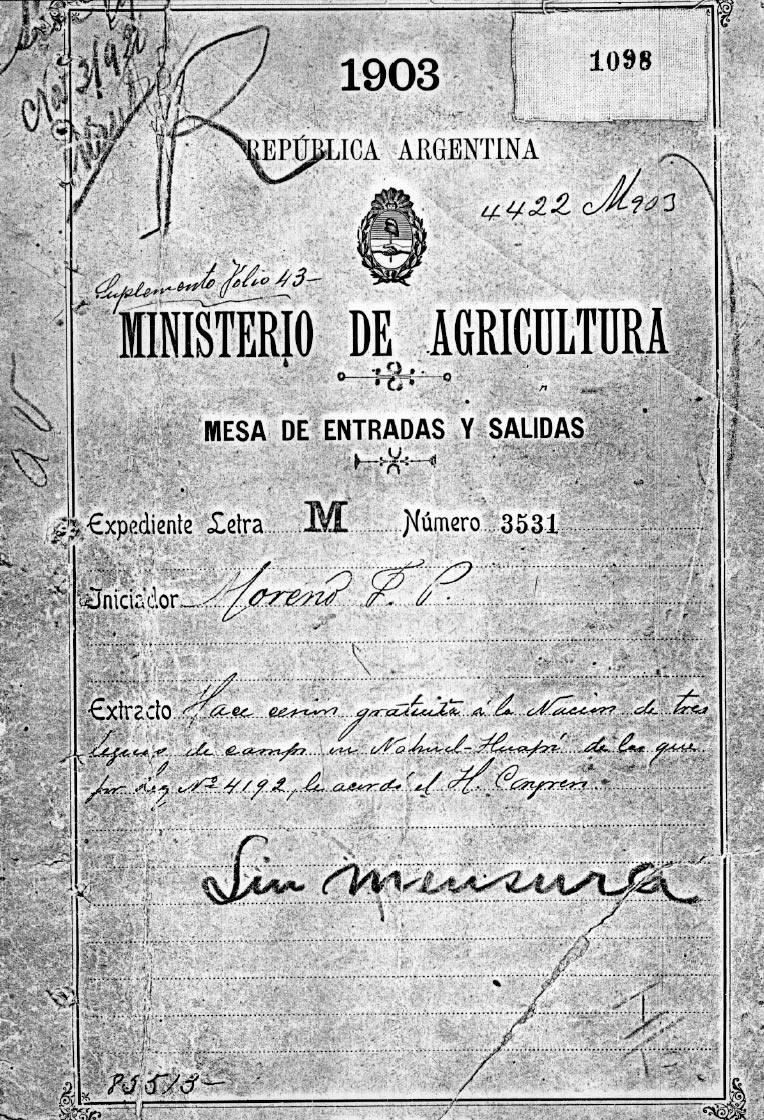 1903
1098
REPÚBLICA ARGENTINA
4422 M903
Suplemento Folio 43-
MINISTERIO DE AGRICULTURA
MESA DE ENTRADAS Y SALIDAS
Expediente Letra M Número 3531
Iniciador Moreno F. P.
Extracto Hace cesion gratuita a la Nacion de tres
leguas de campo en Nahuel-Huapí de las que
por Ley Nº 4192, le acordó el H. Congreso.
Sin mensura
II
85513-